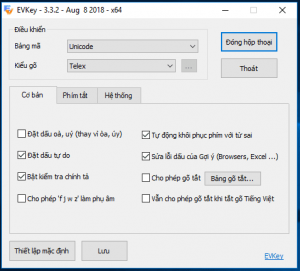 EVKey - 3.3.2 - Aug 8 2018 - x64
Điều khiển
Bảng mã
Unicode
Đóng hộp thoại
Kiểu gõ
Telex
...
Thoát
Cơ bản
Phím tắt
Hệ thống
Đặt dấu oà, uý (thay vì òa, úy)
Tự động khôi phục phím với từ sai
Đặt dấu tự do
Sửa lỗi dấu của Gợi ý (Browsers, Excel ...)
Bật kiểm tra chính tả
Cho phép gõ tắt
Bảng gõ tắt...
Cho phép 'f j w z' làm phụ âm
Vẫn cho phép gõ tắt khi tắt gõ Tiếng Việt
Thiết lập mặc định
Lưu
EVKey